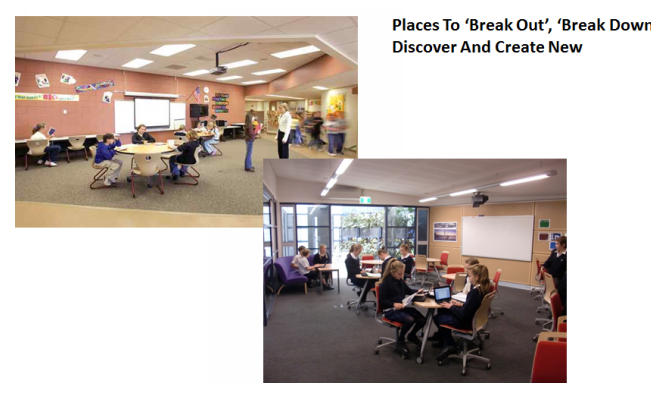 Places To ‘Break Out’, ‘Break Down
Discover And Create New